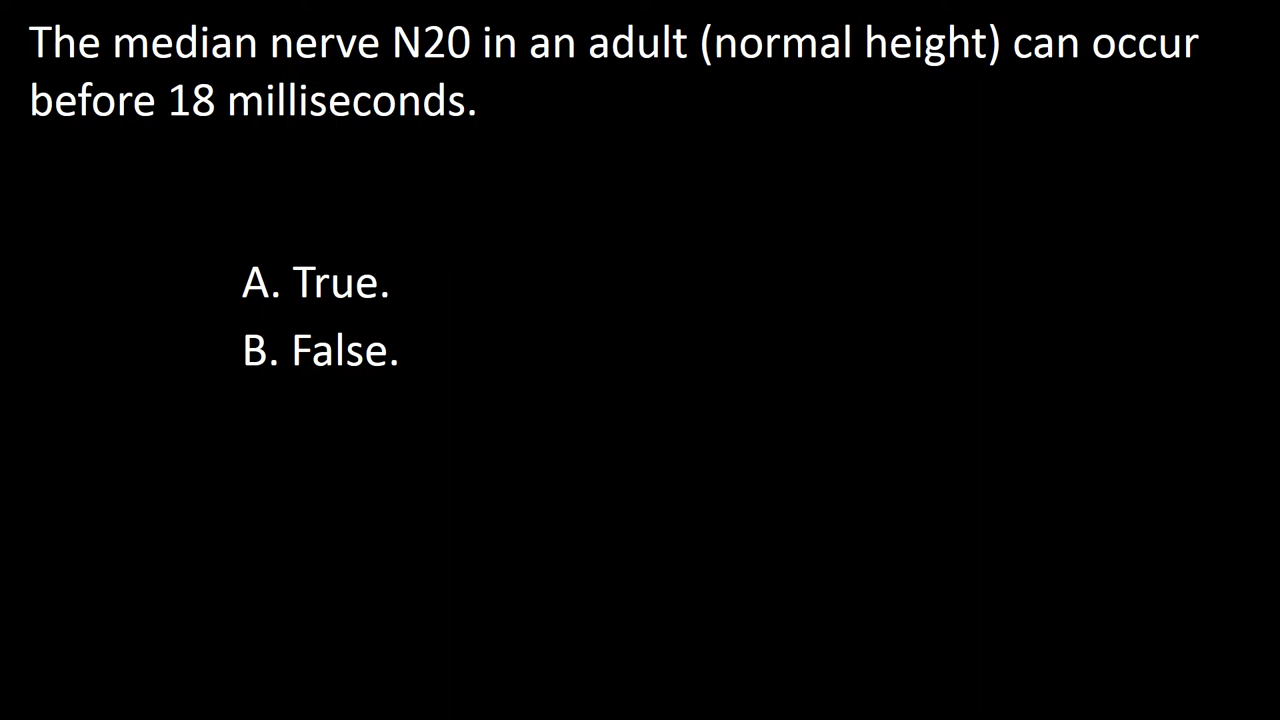 The median nerve N20 in an adult (normal height) can occur
before 18 milliseconds.
A. True.
B. False.